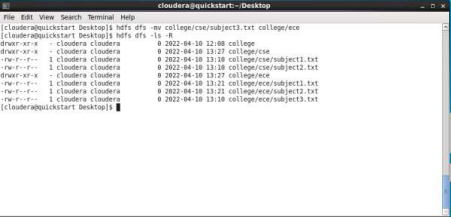 cloudera@quickstart:~/Desktop
File Edit View Search Terminal Help
[cloudera@quickstart Desktop]$ hdfs dfs -mv college/cse/subject3.txt college/ece
[cloudera@quickstart Desktop]$ hdfs dfs -ls -R
drwxr-xr-x   - cloudera cloudera          0 2022-04-10 12:08 college
drwxr-xr-x   - cloudera cloudera          0 2022-04-10 13:27 college/cse
-rw-r--r--   1 cloudera cloudera          0 2022-04-10 13:10 college/cse/subject1.txt
-rw-r--r--   1 cloudera cloudera          0 2022-04-10 13:10 college/cse/subject2.txt
drwxr-xr-x   - cloudera cloudera          0 2022-04-10 13:27 college/ece
-rw-r--r--   1 cloudera cloudera          0 2022-04-10 13:21 college/ece/subject1.txt
-rw-r--r--   1 cloudera cloudera          0 2022-04-10 13:21 college/ece/subject2.txt
-rw-r--r--   1 cloudera cloudera          0 2022-04-10 13:10 college/ece/subject3.txt
[cloudera@quickstart Desktop]$